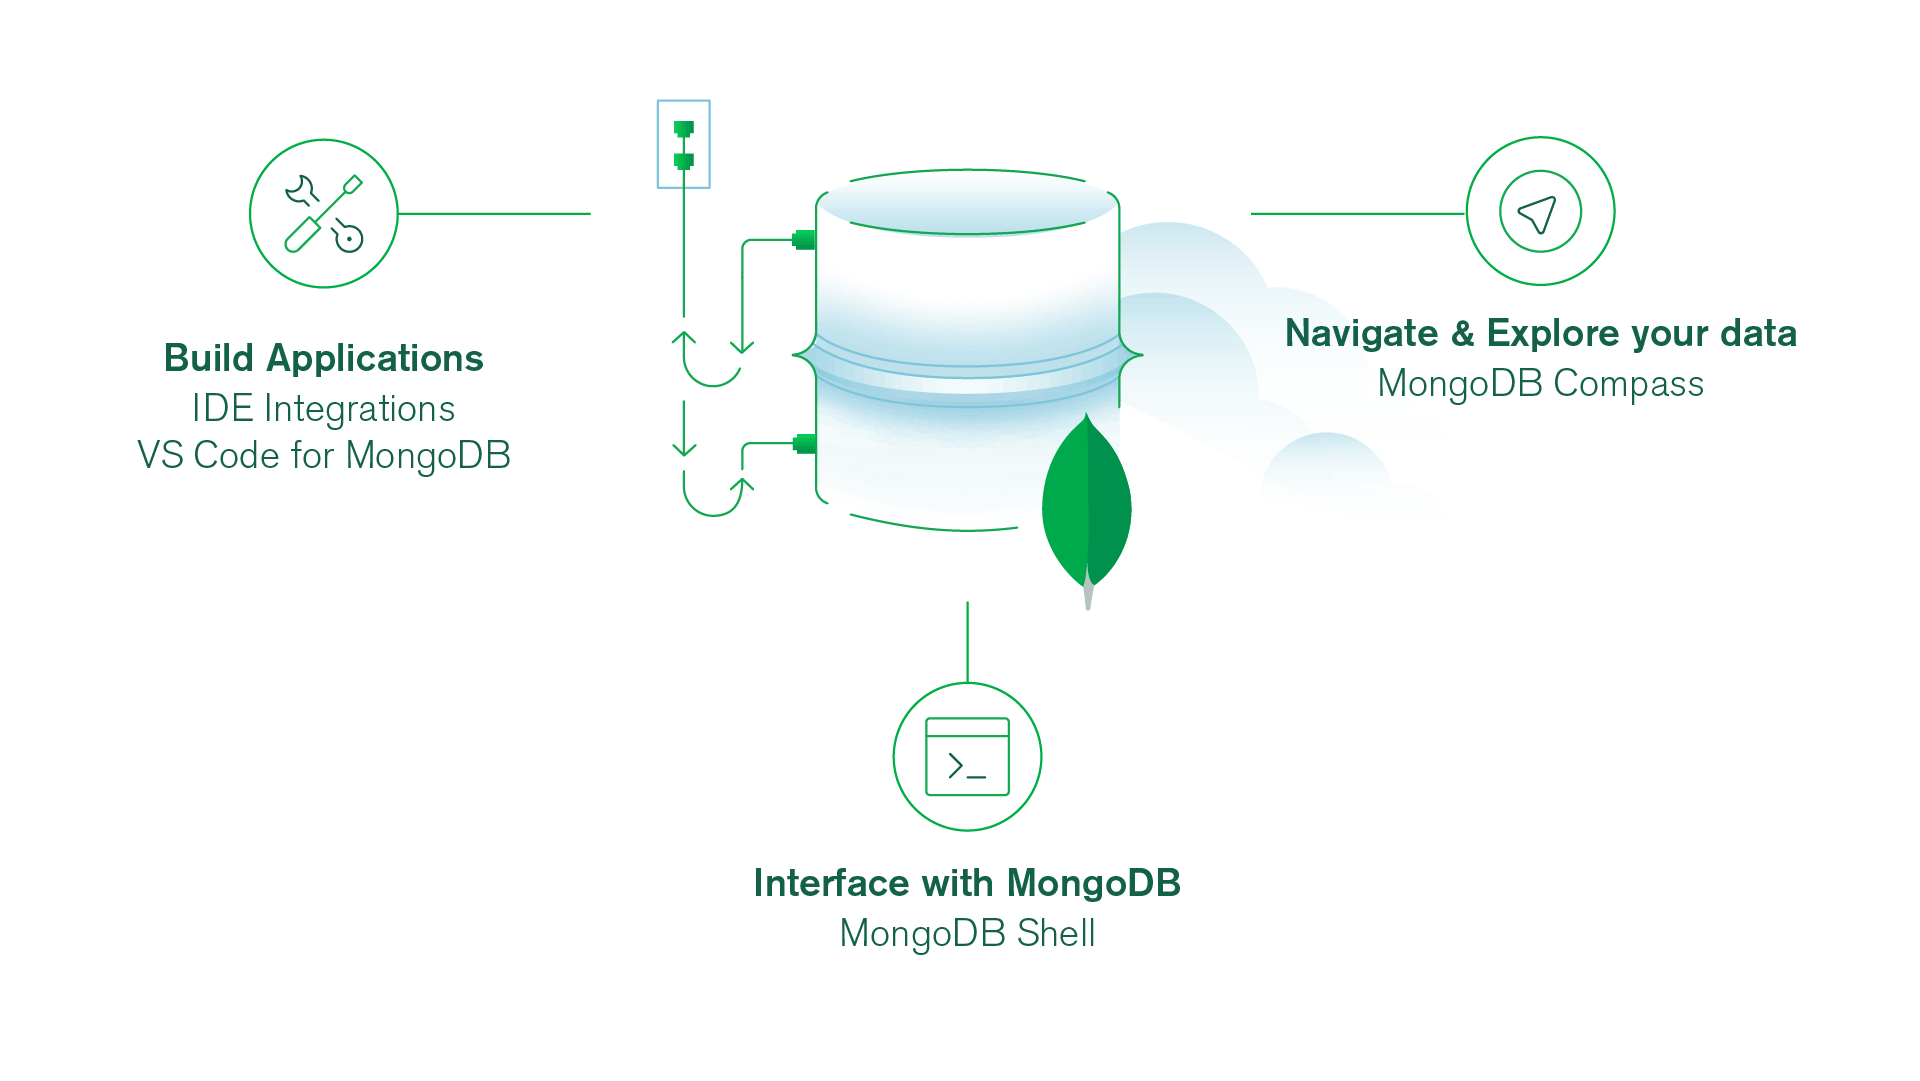 Build Applications
IDE Integrations
VS Code for MongoDB
Navigate & Explore your data
MongoDB Compass
Interface with MongoDB
MongoDB Shell